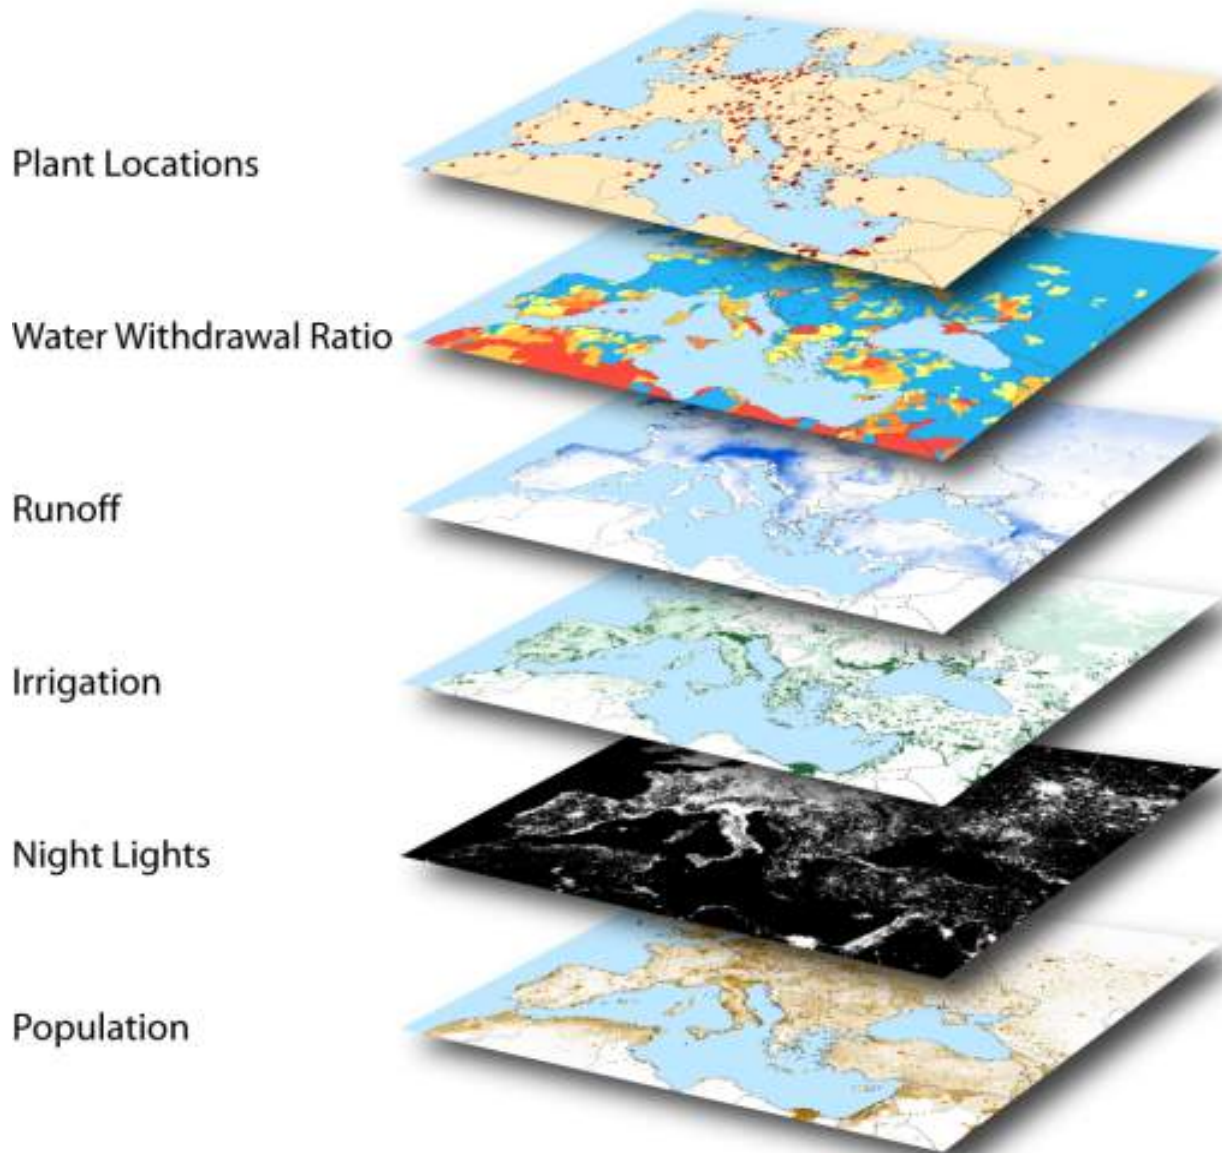 Plant Locations
Water Withdrawal Ratio
Runoff
Irrigation
Night Lights
Population